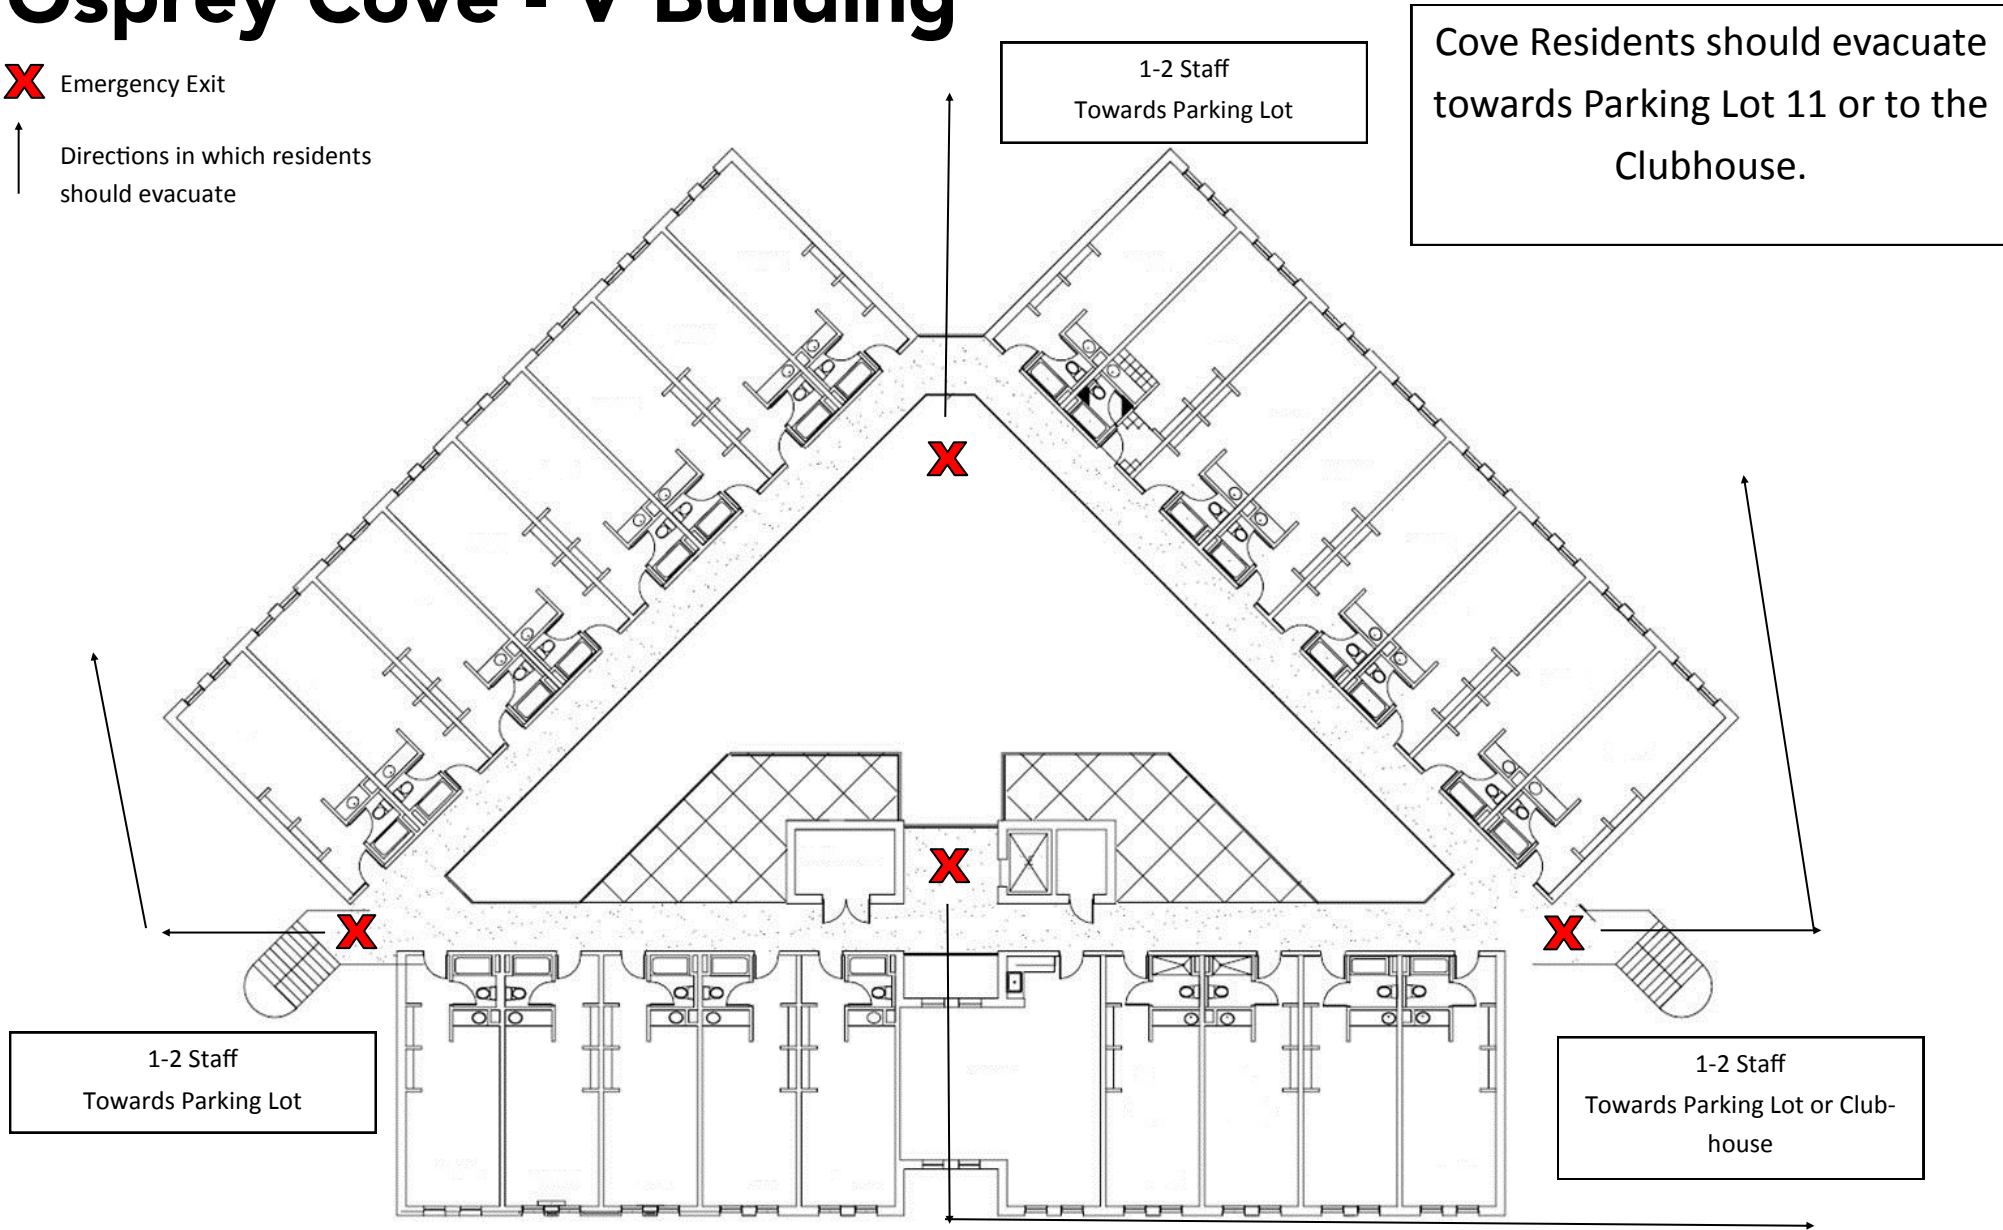 Osprey Cove - V Building
Emergency Exit
Directions in which residents
should evacuate
1-2 Staff
Towards Parking Lot
Cove Residents should evacuate
towards Parking Lot 11 or to the
Clubhouse.
1-2 Staff
Towards Parking Lot
1-2 Staff
Towards Parking Lot or Club-
house